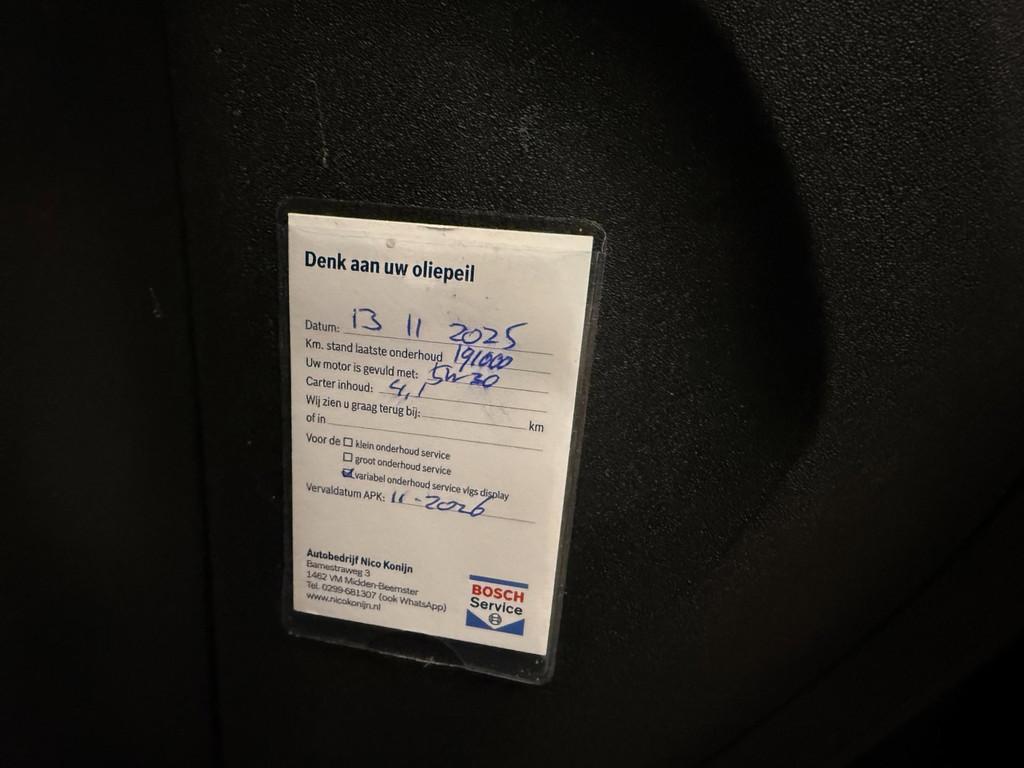 Denk aan uw oliepeil
Datum: 13 11 2025
Km. stand laatste onderhoud 191000
Uw motor is gevuld met: 5W30
Carter inhoud: 4,1
Wij zien u graag terug bij: km
of in
Voor de klein onderhoud service
groot onderhoud service
variabel onderhoud service vlgs display
Vervaldatum APK: 11-2026
Autobedrijf Nico Konijn
Bamestraweg 3
1462 VM Midden-Beemster
Tel. 0299-681307 (ook WhatsApp)
www.nicokonijn.nl
BOSCH
Service